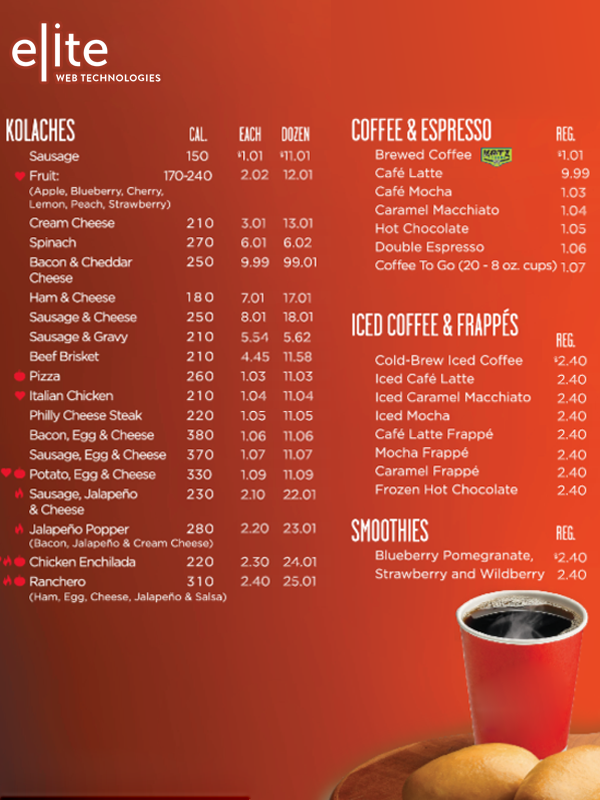 elite
WEB TECHNOLOGIES
KOLACHES CAL. EACH DOZEN
Sausage 150 $1.01 $11.01
Fruit: 170-240 2.02 12.01
(Apple, Blueberry, Cherry,
Lemon, Peach, Strawberry)
Cream Cheese 210 3.01 13.01
Spinach 270 6.01 6.02
Bacon & Cheddar 250 9.99 99.01
Cheese
Ham & Cheese 180 7.01 17.01
Sausage & Cheese 250 8.01 18.01
Sausage & Gravy 210 5.54 5.62
Beef Brisket 210 4.45 11.58
Pizza 260 1.03 11.03
Italian Chicken 210 1.04 11.04
Philly Cheese Steak 220 1.05 11.05
Bacon, Egg & Cheese 380 1.06 11.06
Sausage, Egg & Cheese 370 1.07 11.07
Potato, Egg & Cheese 330 1.09 11.09
Sausage, Jalapeño 230 2.10 22.01
& Cheese
Jalapeño Popper 280 2.20 23.01
(Bacon, Jalapeño & Cream Cheese)
Chicken Enchilada 220 2.30 24.01
Ranchero 310 2.40 25.01
(Ham, Egg, Cheese, Jalapeño & Salsa)
COFFEE & ESPRESSO REG.
Brewed Coffee KATZ $1.01
Café Latte 9.99
Café Mocha 1.03
Caramel Macchiato 1.04
Hot Chocolate 1.05
Double Espresso 1.06
Coffee To Go (20 - 8 oz. cups) 1.07
ICED COFFEE & FRAPPÉS REG.
Cold-Brew Iced Coffee $2.40
Iced Café Latte 2.40
Iced Caramel Macchiato 2.40
Iced Mocha 2.40
Café Latte Frappé 2.40
Mocha Frappé 2.40
Caramel Frappé 2.40
Frozen Hot Chocolate 2.40
SMOOTHIES REG.
Blueberry Pomegranate, $2.40
Strawberry and Wildberry 2.40